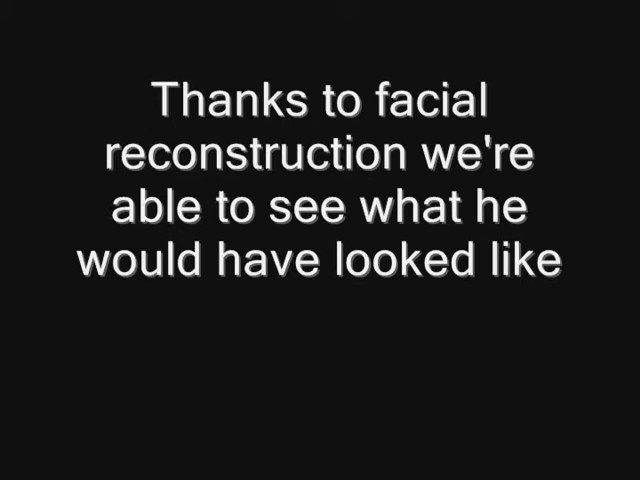 Thanks to facial
reconstruction we're
able to see what he
would have looked like